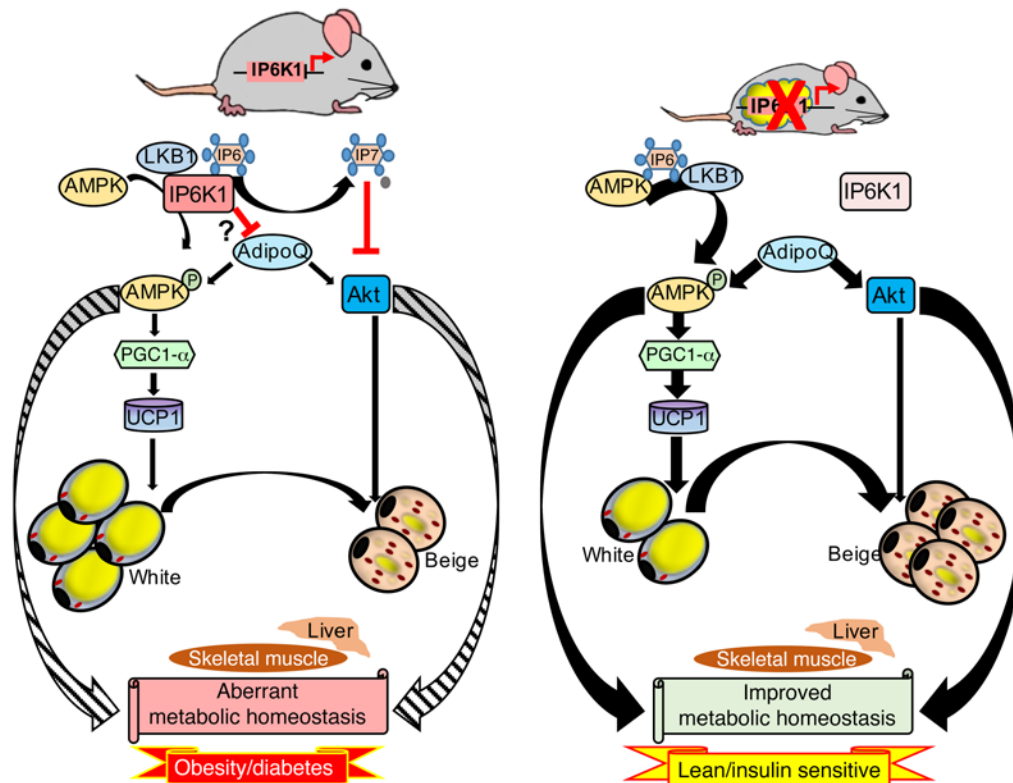 IP6K1
LKB1
IP6
IP7
AMPK
IP6K1
?
AdipoQ
P
AMPK
Akt
PGC1-α
UCP1
White
Beige
Liver
Skeletal muscle
Aberrant
metabolic homeostasis
Obesity/diabetes
IP6K1
X
IP6
AMPK
LKB1
IP6K1
AdipoQ
P
AMPK
Akt
PGC1-α
UCP1
White
Beige
Liver
Skeletal muscle
Improved
metabolic homeostasis
Lean/insulin sensitive